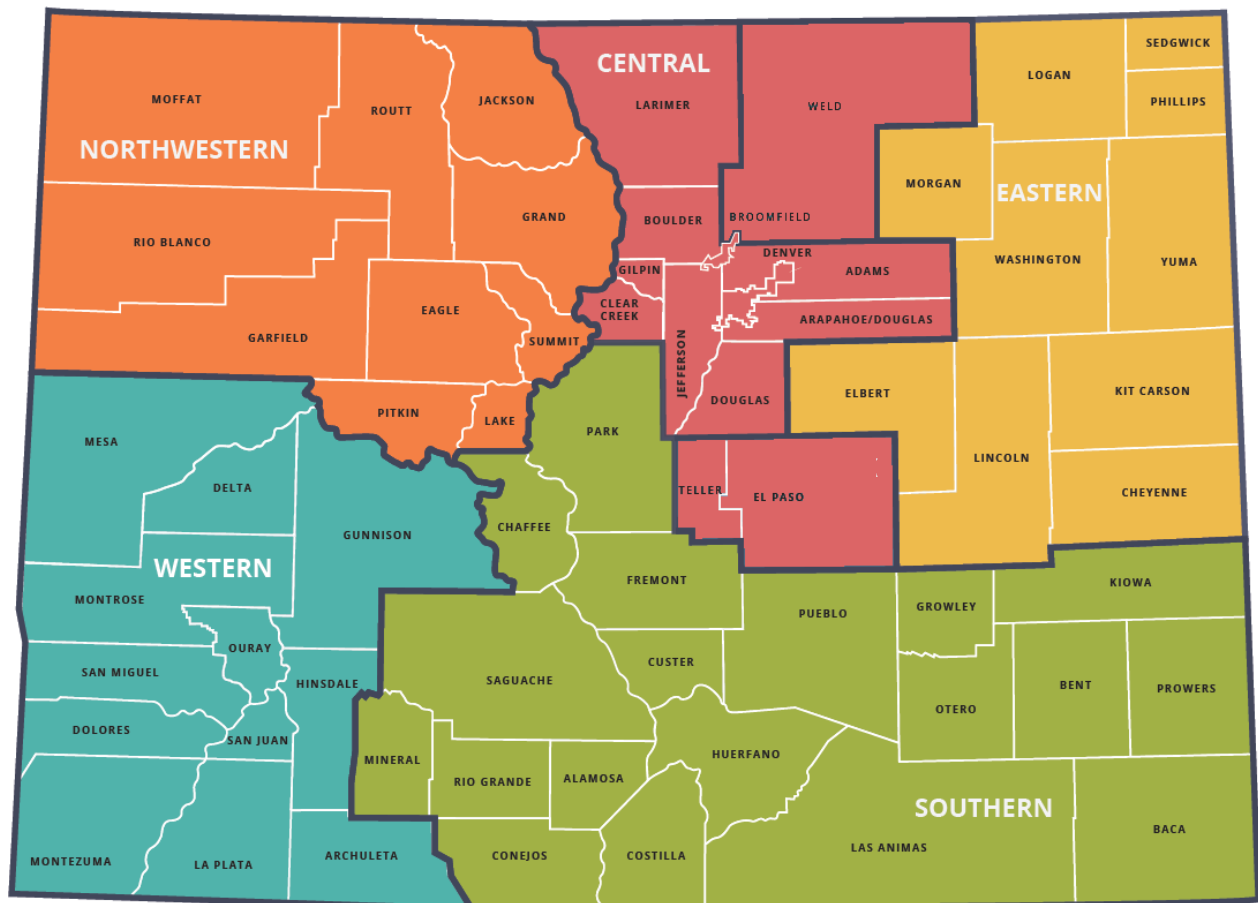 NORTHWESTERN
MOFFAT
ROUTT
JACKSON
RIO BLANCO
GRAND
GARFIELD
EAGLE
SUMMIT
PITKIN
LAKE
CENTRAL
LARIMER
WELD
BOULDER
BROOMFIELD
GILPIN
CLEAR
CREEK
JEFFERSON
DENVER
ADAMS
ARAPAHOE/DOUGLAS
DOUGLAS
TELLER
EL PASO
EASTERN
LOGAN
SEDGWICK
PHILLIPS
MORGAN
WASHINGTON
YUMA
ELBERT
LINCOLN
KIT CARSON
CHEYENNE
WESTERN
MESA
DELTA
GUNNISON
MONTROSE
OURAY
SAN MIGUEL
HINSDALE
DOLORES
SAN JUAN
MONTEZUMA
LA PLATA
ARCHULETA
SOUTHERN
PARK
CHAFFEE
FREMONT
PUEBLO
GROWLEY
KIOWA
SAGUACHE
CUSTER
OTERO
BENT
PROWERS
MINERAL
RIO GRANDE
ALAMOSA
HUERFANO
CONEJOS
COSTILLA
LAS ANIMAS
BACA